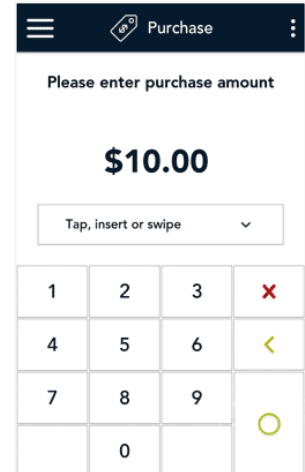 Purchase
Please enter purchase amount
$10.00
Tap, insert or swipe
1 2 3
4 5 6
7 8 9
0